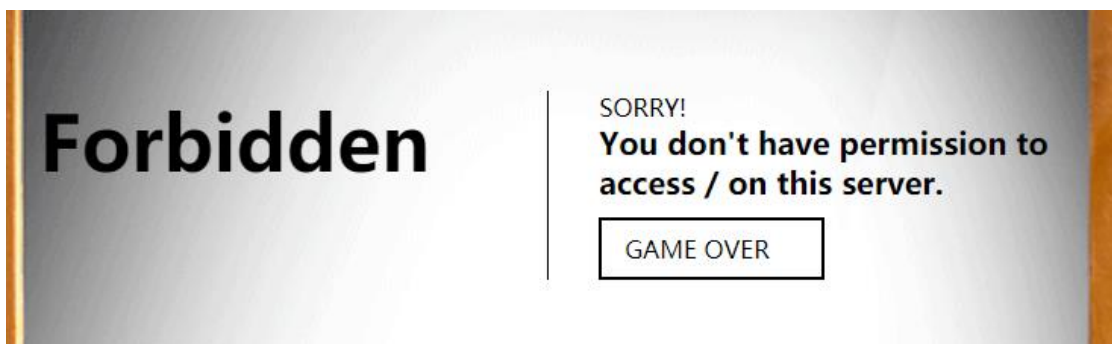 Forbidden
SORRY!
You don't have permission to
access / on this server.
GAME OVER